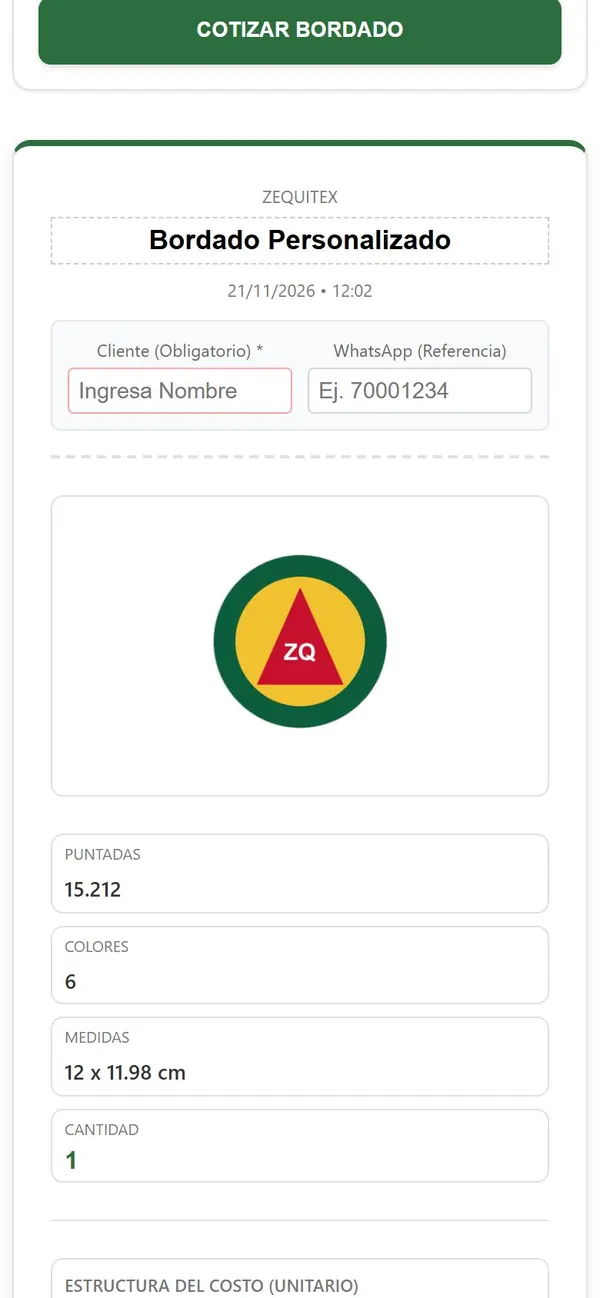 COTIZAR BORDADO
ZEQUITEX
Bordado Personalizado
21/11/2026 • 12:02
Cliente (Obligatorio) * WhatsApp (Referencia)
Ingresa Nombre Ej. 70001234
ZQ
PUNTADAS
15.212
COLORES
6
MEDIDAS
12 x 11.98 cm
CANTIDAD
1
ESTRUCTURA DEL COSTO (UNITARIO)